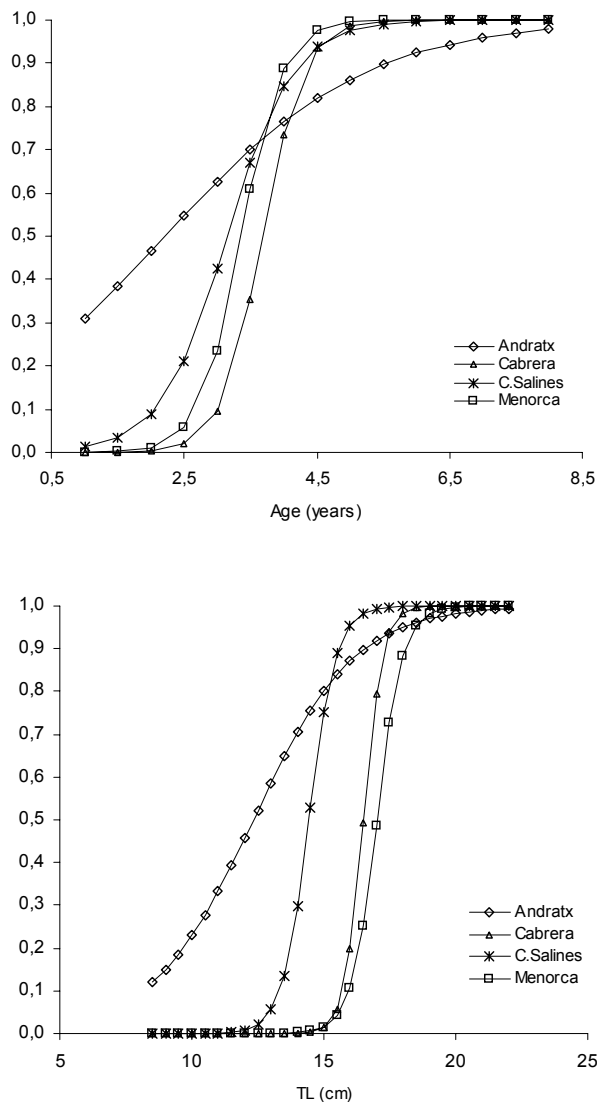 1,0
0,9
0,8
0,7
0,6
0,5
0,4
0,3
0,2
0,1
0,0
0,5 2,5 4,5 6,5 8,5
Age (years)
Andratx
Cabrera
C.Salines
Menorca
1,0
0,9
0,8
0,7
0,6
0,5
0,4
0,3
0,2
0,1
0,0
5 10 15 20 25
TL (cm)
Andratx
Cabrera
C.Salines
Menorca